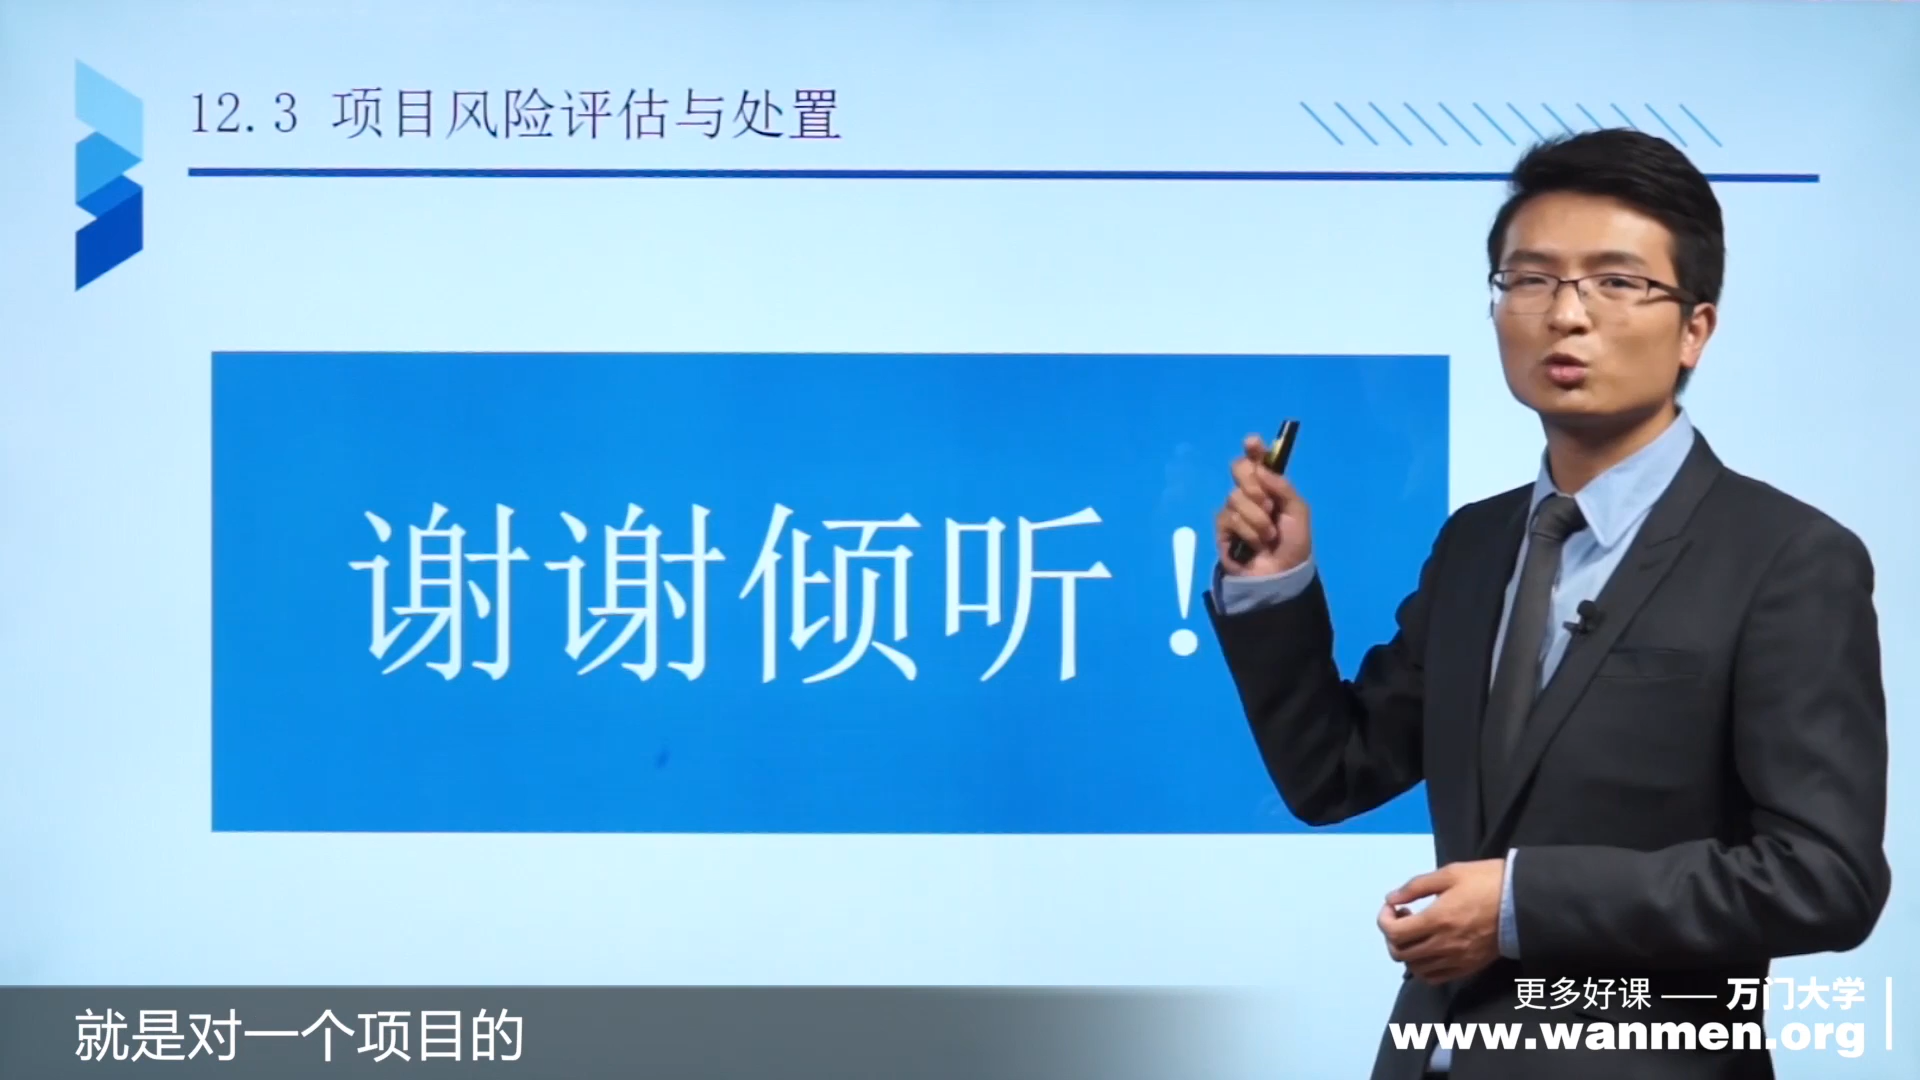 12.3 项目风险评估与处置
谢谢倾听！
就是对一个项目的
更多好课 —— 万门大学
www.wanmen.org